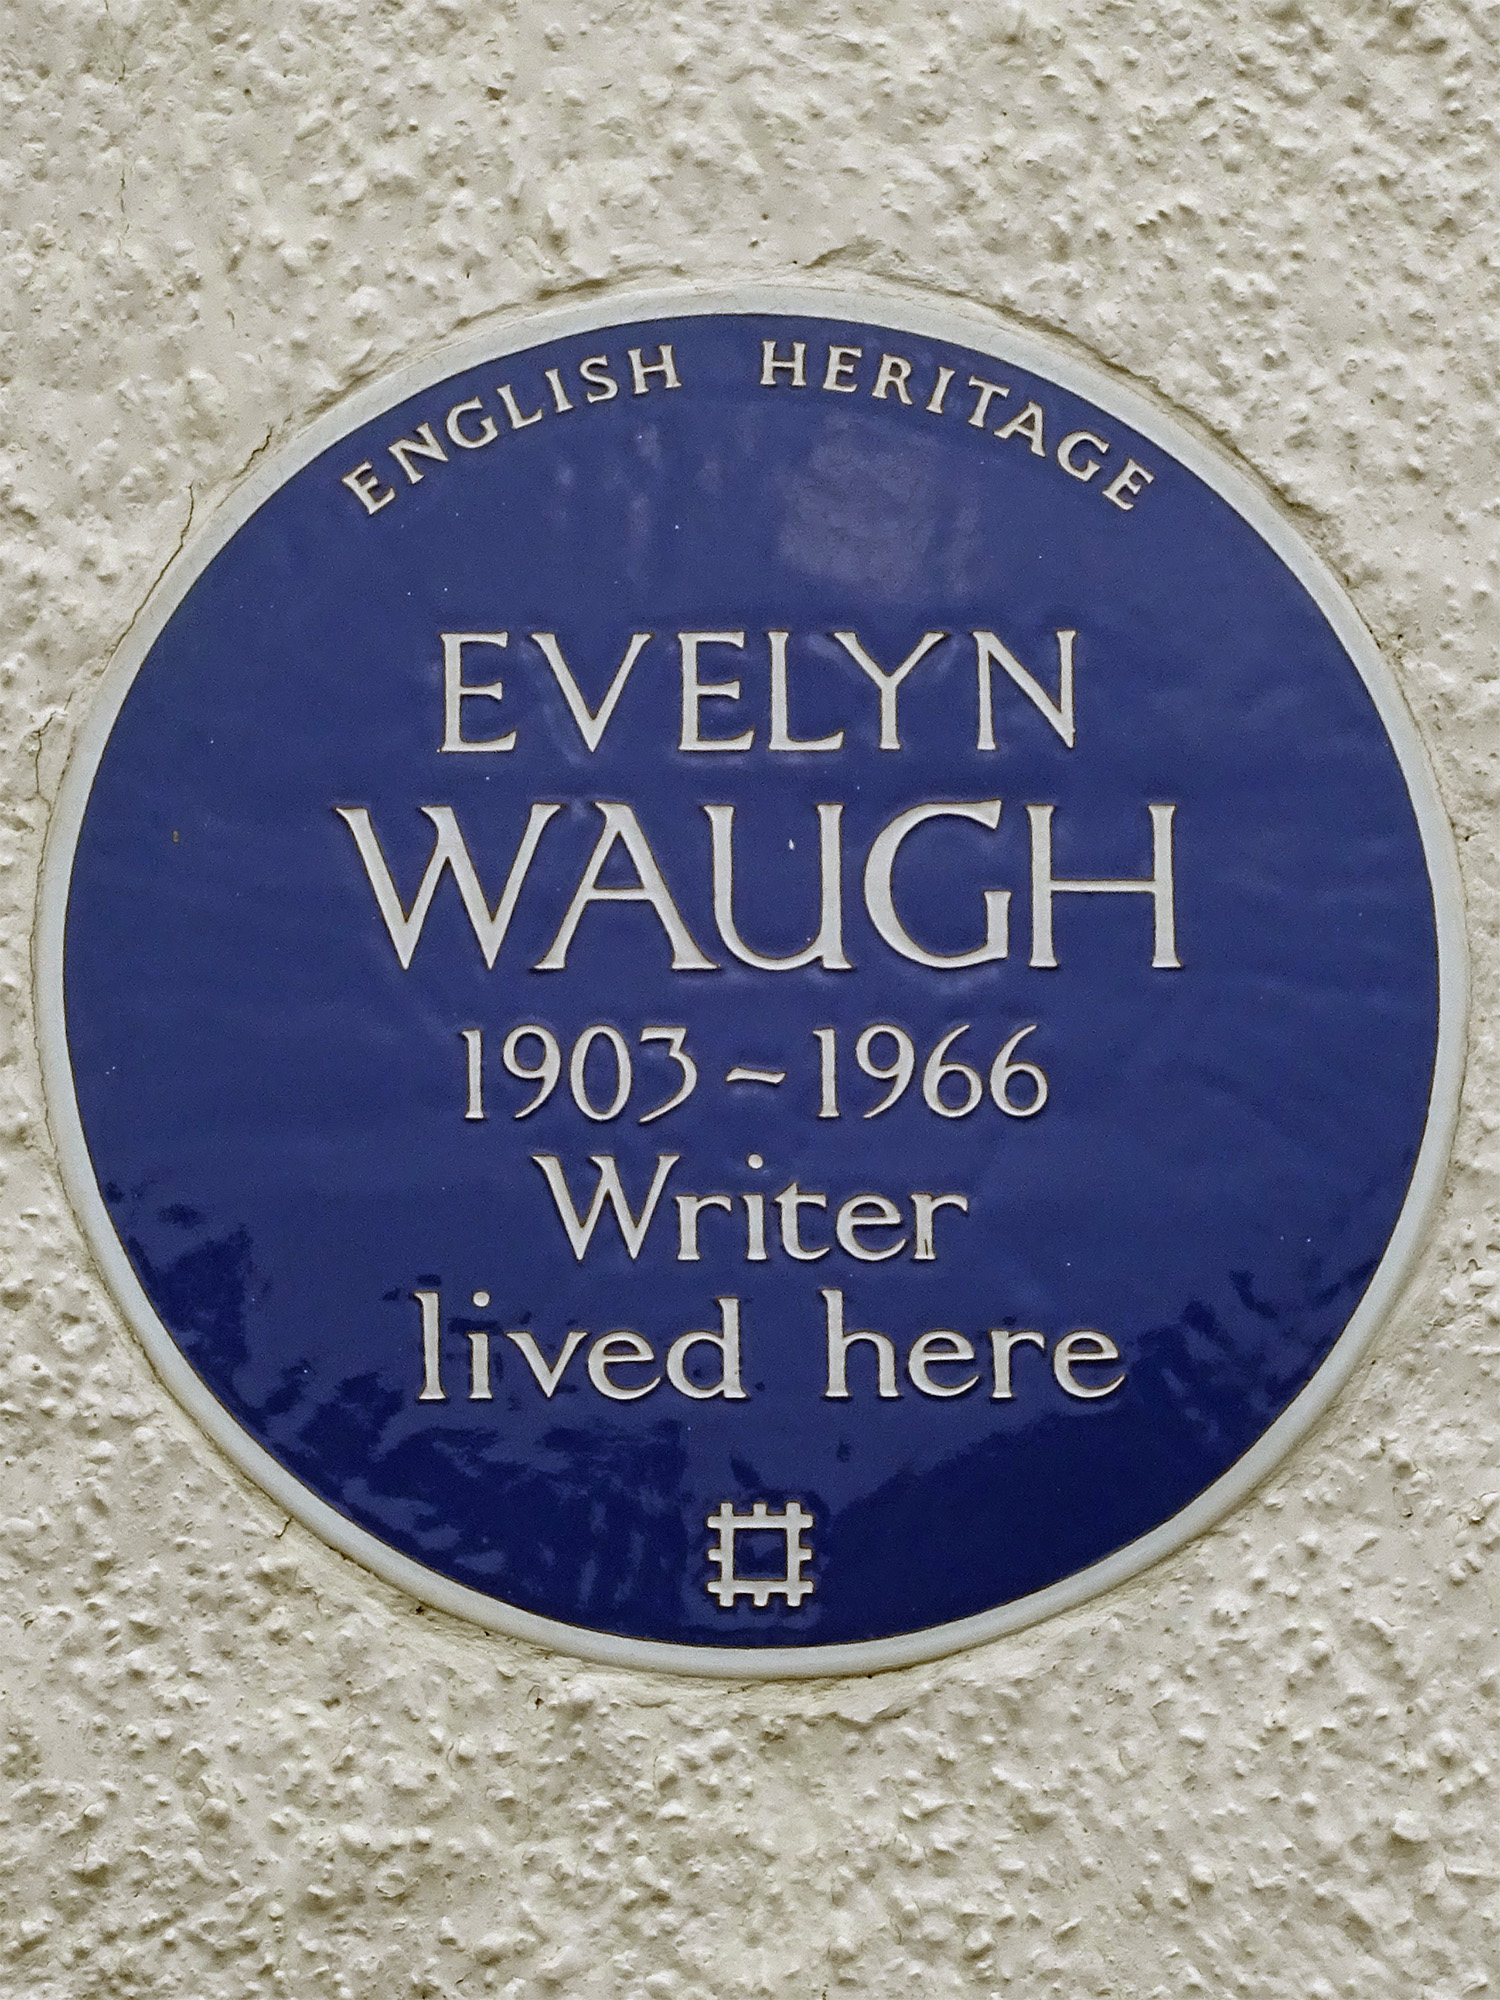 ENGLISH HERITAGE
EVELYN
WAUGH
1903-1966
Writer
lived here